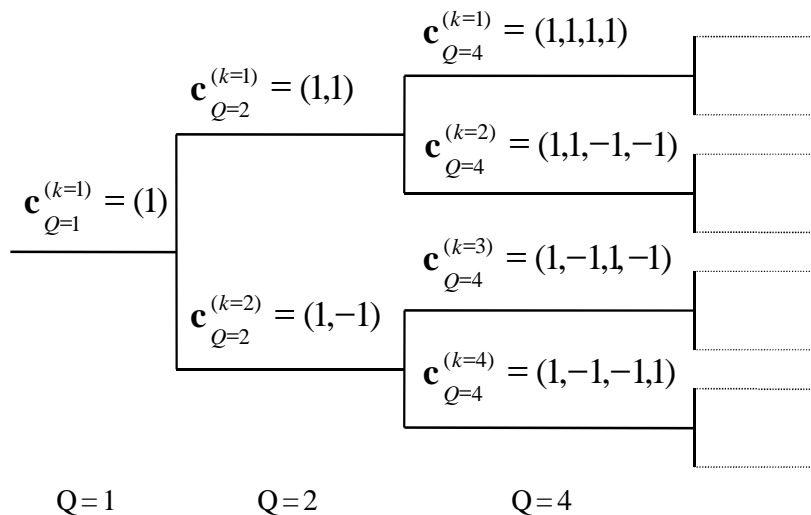 c_{Q=4}^{(k=1)} = (1,1,1,1)
c_{Q=2}^{(k=1)} = (1,1)
c_{Q=4}^{(k=2)} = (1,1,−1,−1)
c_{Q=1}^{(k=1)} = (1)
c_{Q=4}^{(k=3)} = (1,−1,1,−1)
c_{Q=2}^{(k=2)} = (1,−1)
c_{Q=4}^{(k=4)} = (1,−1,−1,1)
Q = 1 Q = 2 Q = 4